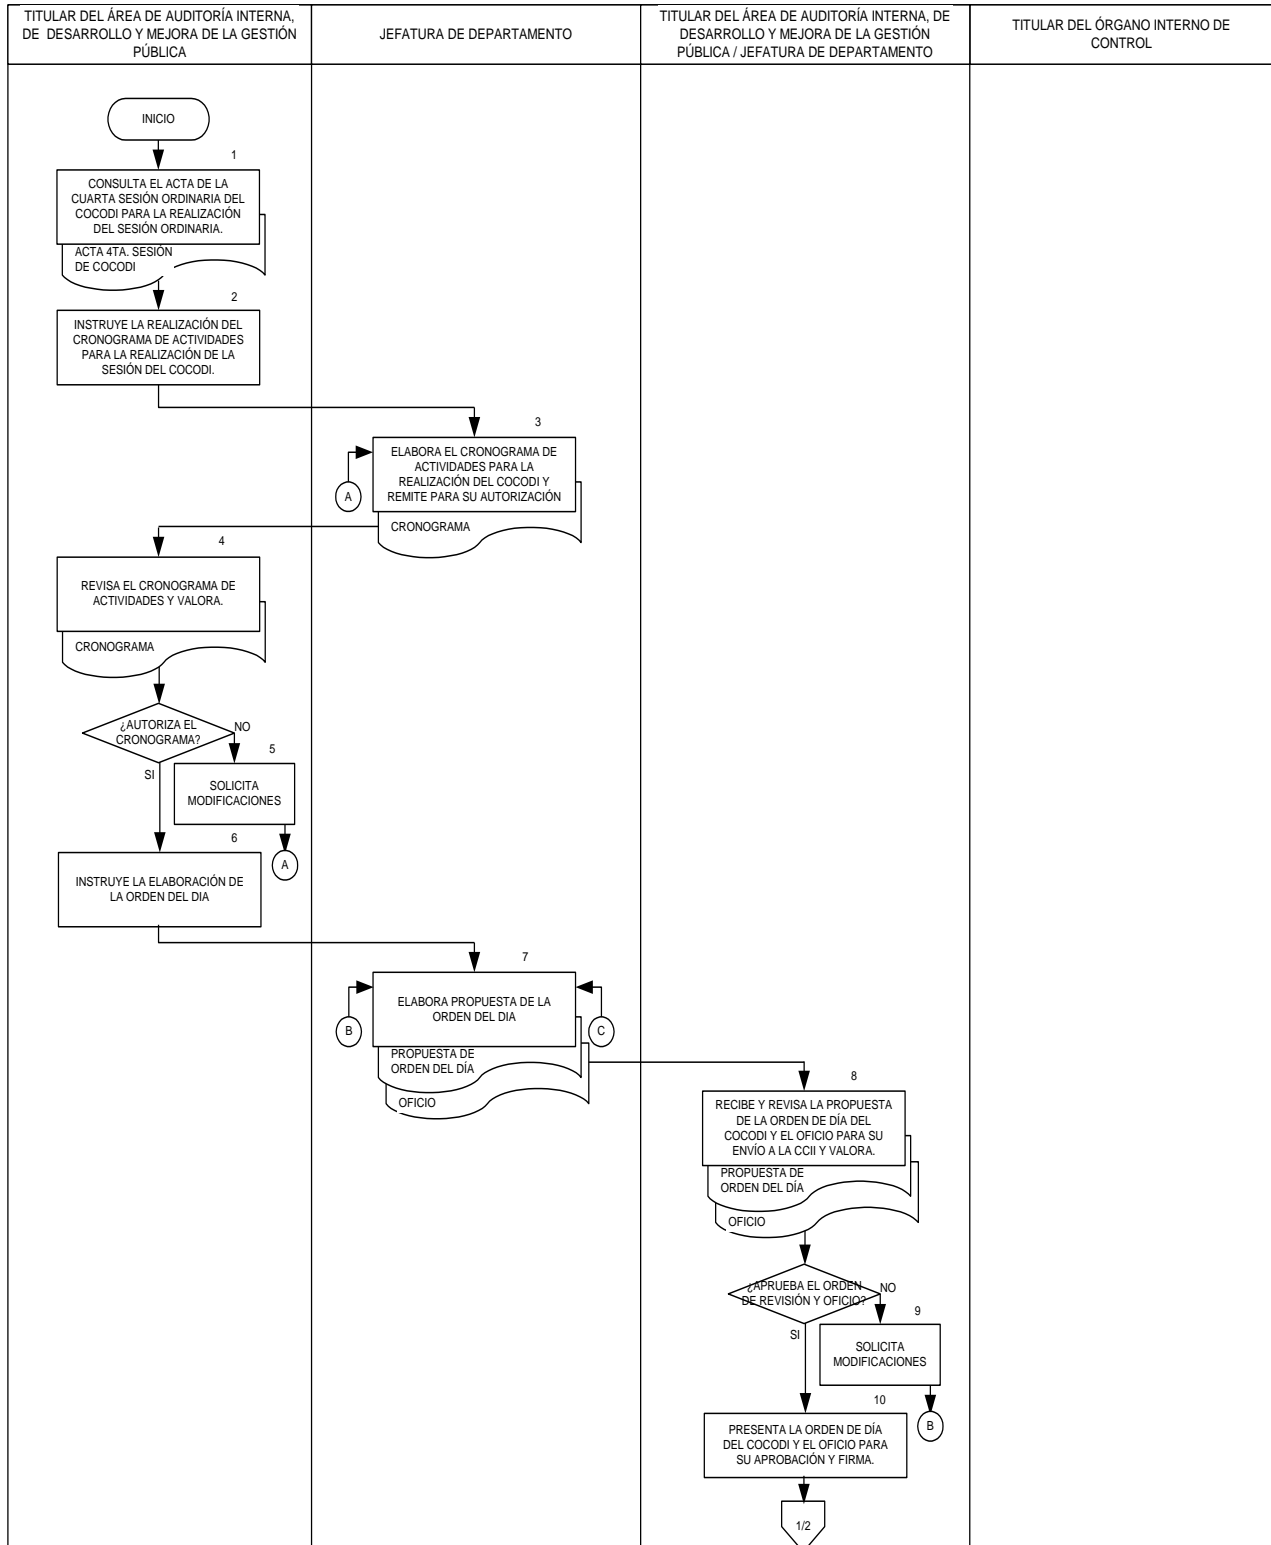 TITULAR DEL ÁREA DE AUDITORÍA INTERNA,
DE DESARROLLO Y MEJORA DE LA GESTIÓN
PÚBLICA
JEFATURA DE DEPARTAMENTO
TITULAR DEL ÁREA DE AUDITORÍA INTERNA, DE
DESARROLLO Y MEJORA DE LA GESTIÓN
PÚBLICA / JEFATURA DE DEPARTAMENTO
TITULAR DEL ÓRGANO INTERNO DE
CONTROL
INICIO
1
CONSULTA EL ACTA DE LA
CUARTA SESIÓN ORDINARIA DEL
COCODI PARA LA REALIZACIÓN
DEL SESIÓN ORDINARIA.
ACTA 4TA. SESIÓN
DE COCODI
2
INSTRUYE LA REALIZACIÓN DEL
CRONOGRAMA DE ACTIVIDADES
PARA LA REALIZACIÓN DE LA
SESIÓN DEL COCODI.
3
ELABORA EL CRONOGRAMA DE
ACTIVIDADES PARA LA
REALIZACIÓN DEL COCODI Y
REMITE PARA SU AUTORIZACIÓN
A
CRONOGRAMA
4
REVISA EL CRONOGRAMA DE
ACTIVIDADES Y VALORA.
CRONOGRAMA
¿AUTORIZA EL
CRONOGRAMA?
NO
SI
5
SOLICITA
MODIFICACIONES
A
6
INSTRUYE LA ELABORACIÓN DE
LA ORDEN DEL DIA
7
ELABORA PROPUESTA DE LA
ORDEN DEL DIA
B
C
PROPUESTA DE
ORDEN DEL DÍA
OFICIO
8
RECIBE Y REVISA LA PROPUESTA
DE LA ORDEN DE DÍA DEL
COCODI Y EL OFICIO PARA SU
ENVÍO A LA CCII Y VALORA.
PROPUESTA DE
ORDEN DEL DÍA
OFICIO
¿APRUEBA EL ORDEN
DE REVISIÓN Y OFICIO?
NO
SI
9
SOLICITA
MODIFICACIONES
B
10
PRESENTA LA ORDEN DE DÍA
DEL COCODI Y EL OFICIO PARA
SU APROBACIÓN Y FIRMA.
1/2